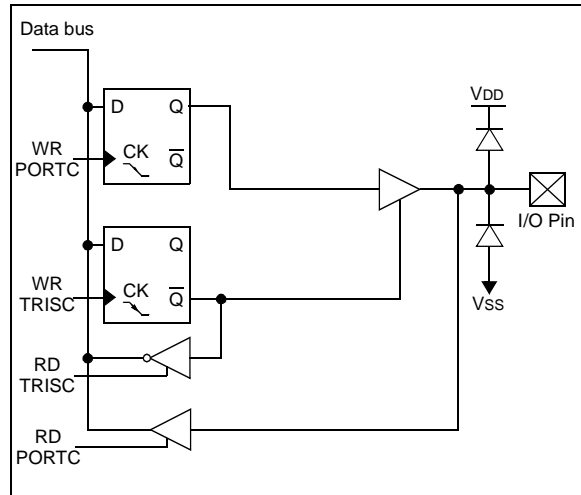 Data bus
D Q
WR
PORTC
CK
Q̅
VDD
I/O Pin
D Q
WR
TRISC
CK
Q̅
VSS
RD
TRISC
RD
PORTC